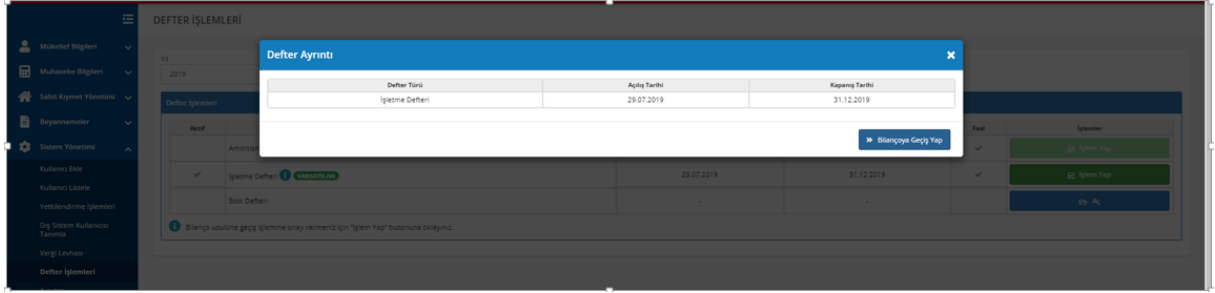 DEFTER İŞLEMLERİ
Mükellef Bilgileri
Muhasebe Bilgileri
Sabit Kıymet Yönetimi
Beyannameler
Sistem Yönetimi
Kullanıcı Ekle
Kullanıcı Listele
Yetkilendirme İşlemleri
Dış Sistem Kullanıcısı
Tanımla
Vergi Levhası
Defter İşlemleri
Yıl
2019
Defter Ayrıntı
Defter Türü Açılış Tarihi Kapanış Tarihi
İşletme Defteri 29.07.2019 31.12.2019
Bilançoya Geçiş Yap
Defter İşlemleri
Aktif Faal İşlemler
Amortism İşlem Yap
İşletme Defteri VARSAYILAN 29.07.2019 31.12.2019 İşlem Yap
Stok Defteri - - Aç
Bilanço usulüne geçiş işlemine onay vermeniz için "İşlem Yap" butonuna tıklayınız.